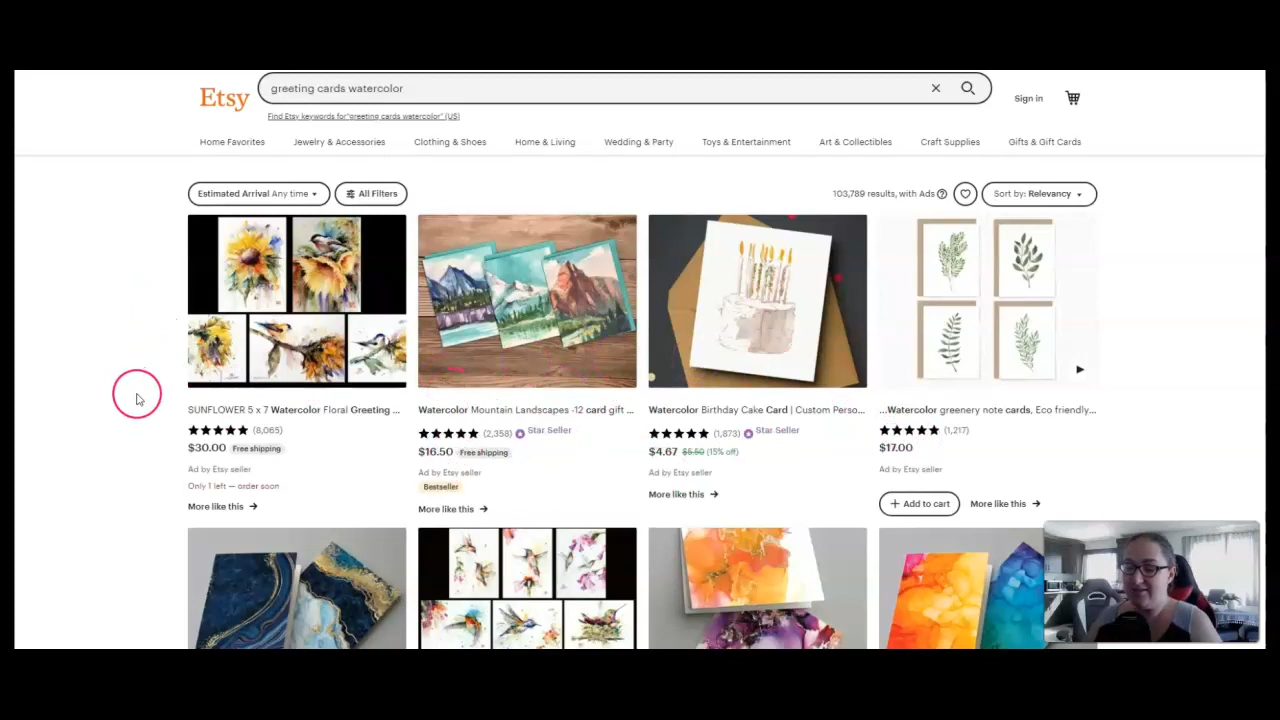 greeting cards watercolor
Etsy
Sign in
Find Etsy keywords for"greeting cards watercolor" (US)
Home Favorites Jewelry & Accessories Clothing & Shoes Home & Living Wedding & Party Toys & Entertainment Art & Collectibles Craft Supplies Gifts & Gift Cards
Estimated Arrival Any time All Filters 103,789 results, with Ads Sort by: Relevancy
SUNFLOWER 5 x 7 Watercolor Floral Greeting ...
(8,065)
$30.00 Free shipping
Ad by Etsy seller
Only 1 left — order soon
More like this →
Watercolor Mountain Landscapes -12 card gift ...
(2,358) Star Seller
$16.50 Free shipping
Ad by Etsy seller
Bestseller
More like this →
Watercolor Birthday Cake Card | Custom Perso...
(1,873) Star Seller
$4.67 $5.50 (15% off)
Ad by Etsy seller
More like this →
...Watercolor greenery note cards, Eco friendly...
(1,217)
$17.00
Ad by Etsy seller
+ Add to cart More like this →